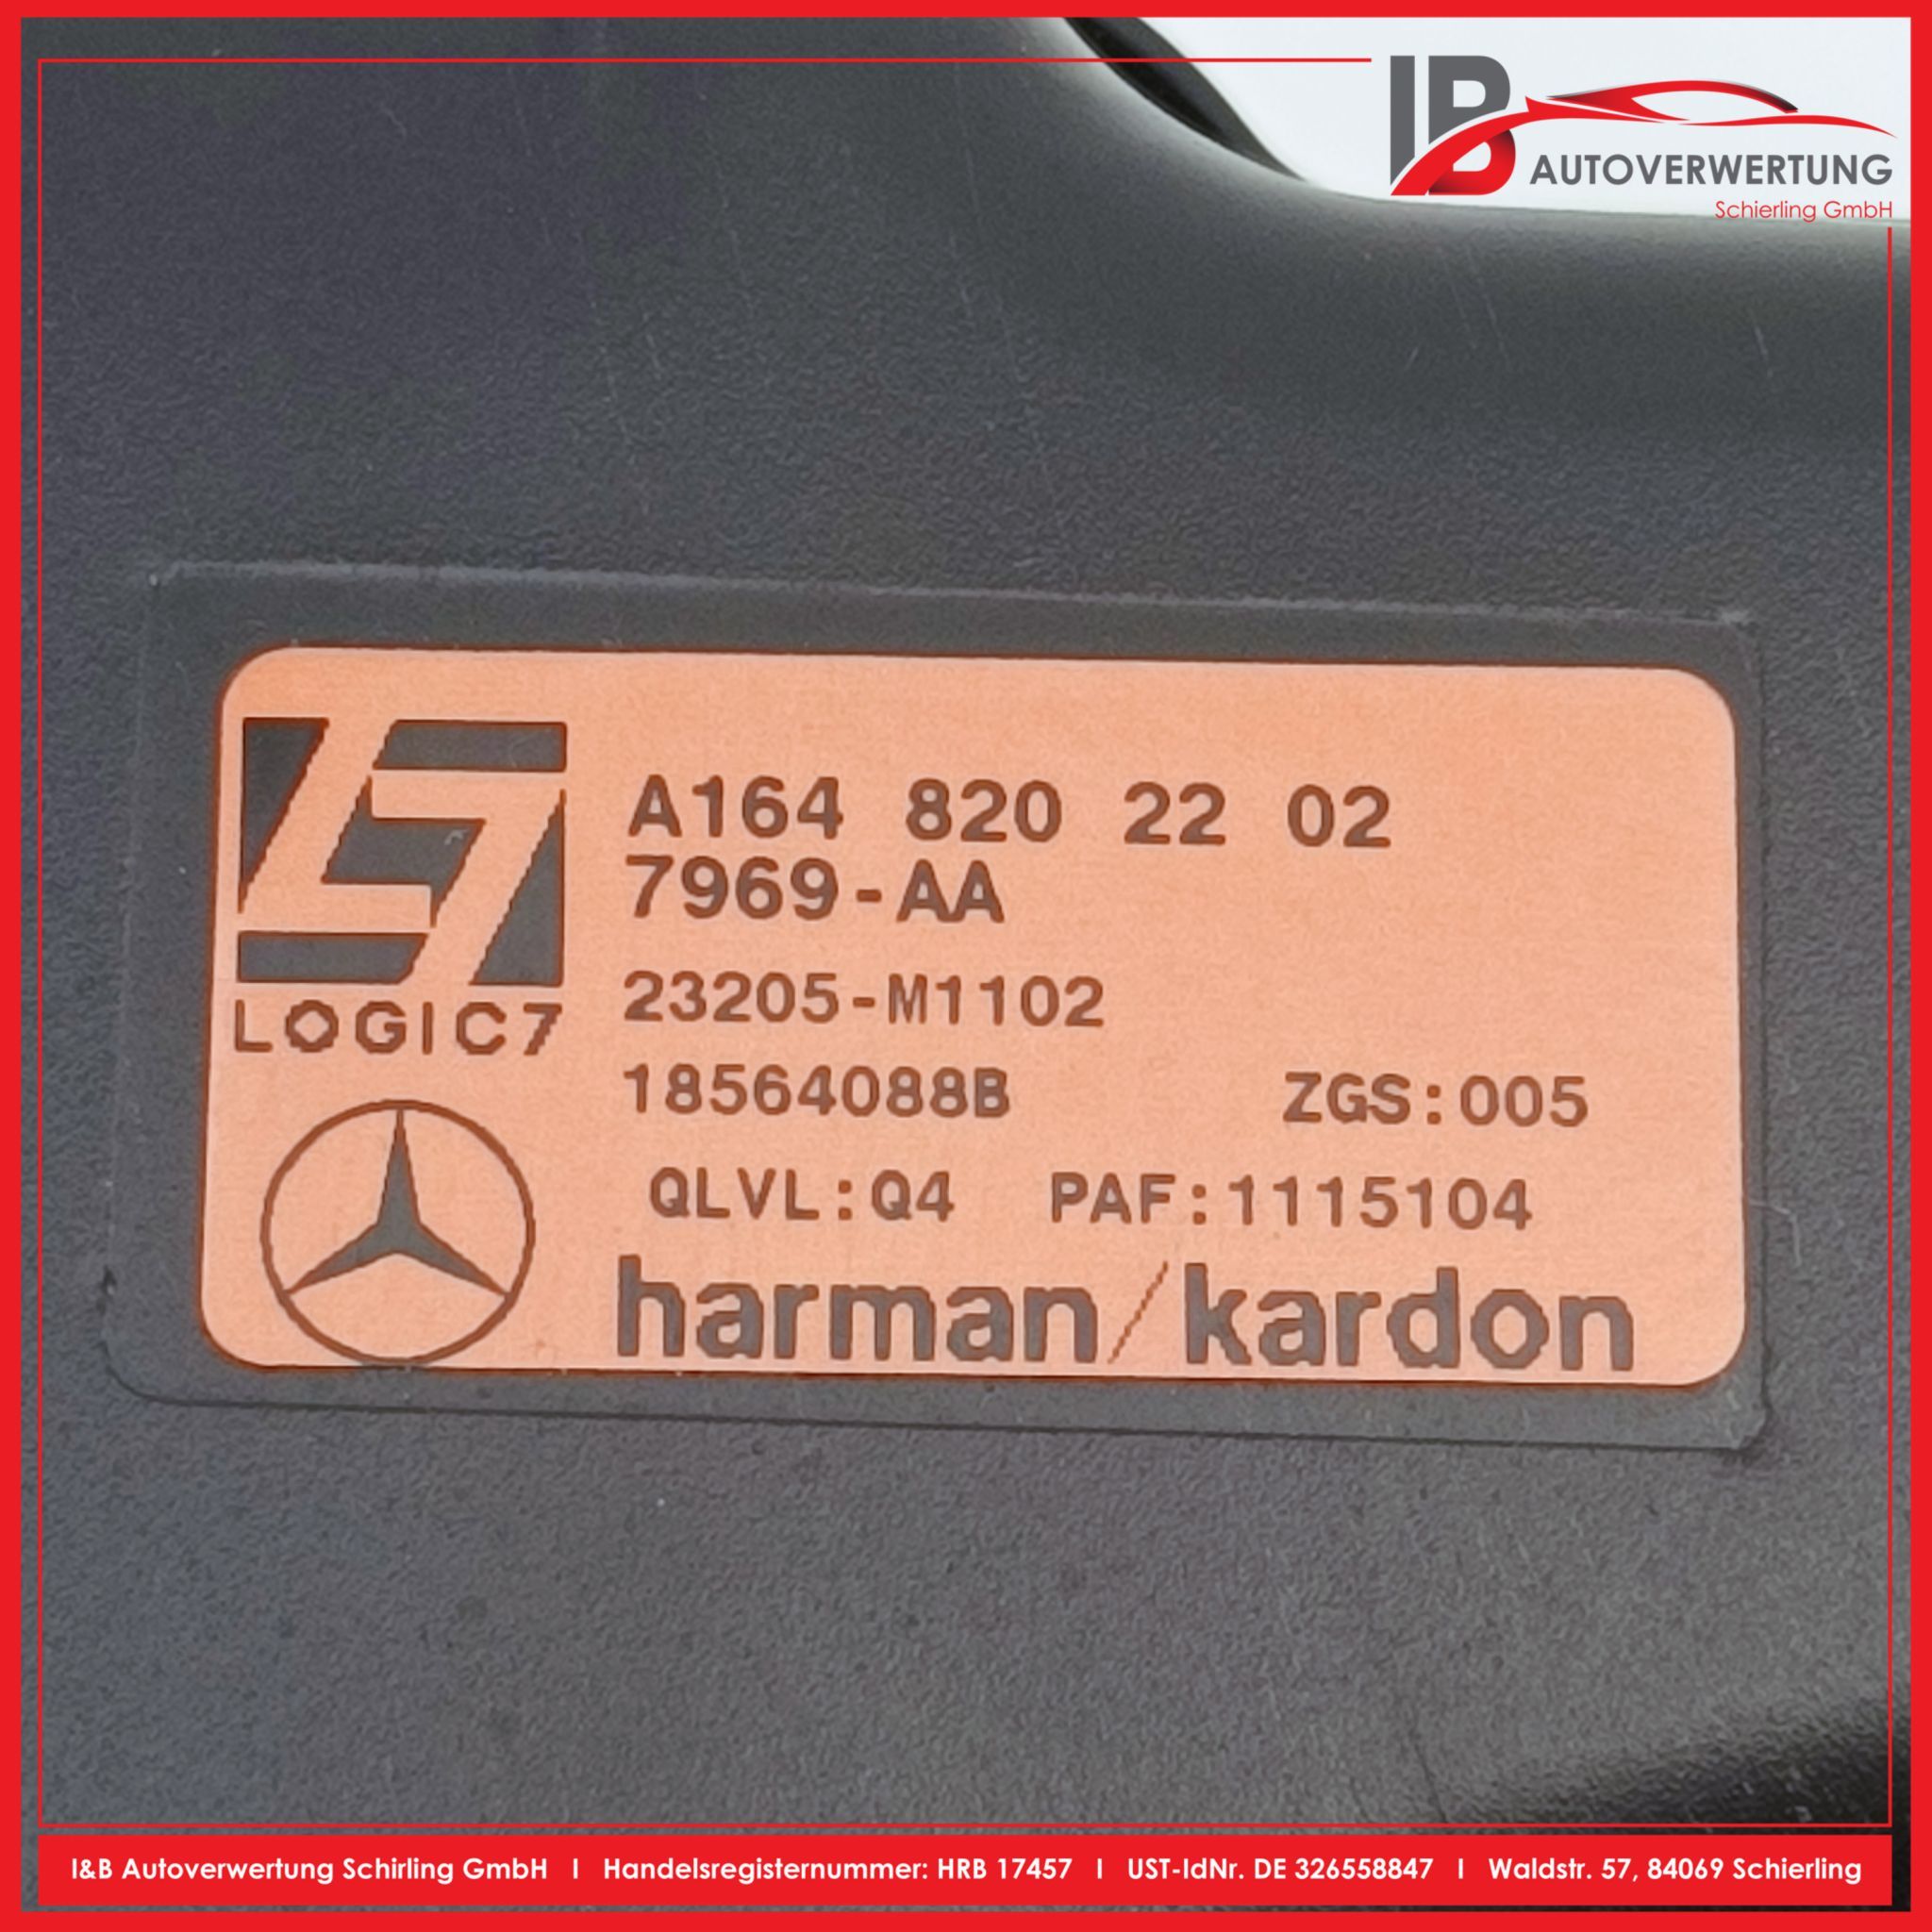 IB AUTOVERWERTUNG
Schierling GmbH
A164 820 22 02
7969-AA
LOGIC7
23205-M1102
18564088B ZGS:005
QLVL:Q4 PAF:1115104
harman/kardon
I&B Autoverwertung Schirling GmbH I Handelsregisternummer: HRB 17457 I UST-IdNr. DE 326558847 I Waldstr. 57, 84069 Schierling